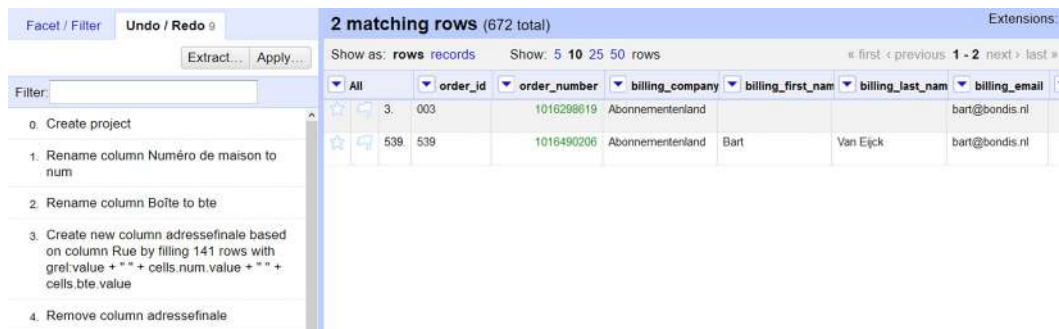 Facet / Filter Undo / Redo 9
Extract... Apply...
Filter:
0. Create project
1. Rename column Numéro de maison to
num
2. Rename column Boîte to bte
3. Create new column adressefinale based
on column Rue by filling 141 rows with
grel:value + " " + cells.num.value + " " +
cells.bte.value
4. Remove column adressefinale
2 matching rows (672 total)
Extensions:
Show as: rows records Show: 5 10 25 50 rows « first ‹ previous 1 - 2 next › last »
All order_id order_number billing_company billing_first_nam billing_last_nam billing_email
3. 003 1016298619 Abonnementenland bart@bondis.nl
539. 539 1016490206 Abonnementenland Bart Van Eijck bart@bondis.nl